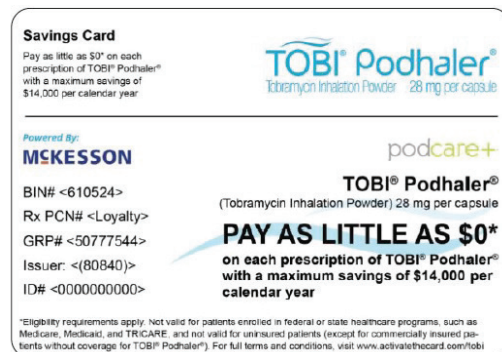 Savings Card
Pay as little as $0* on each
prescription of TOBI® Podhaler®
with a maximum savings of
$14,000 per calendar year
TOBI® Podhaler®
Tobramycin Inhalation Powder 28 mg per capsule
Powered By:
MCKESSON
BIN# <610524>
Rx PCN# <Loyalty>
GRP# <50777544>
Issuer: <(80840)>
ID# <0000000000>
podcare+
TOBI® Podhaler®
(Tobramycin Inhalation Powder) 28 mg per capsule
PAY AS LITTLE AS $0*
on each prescription of TOBI® Podhaler®
with a maximum savings of $14,000 per
calendar year
*Eligibility requirements apply. Not valid for patients enrolled in federal or state healthcare programs, such as
Medicare, Medicaid, and TRICARE, and not valid for uninsured patients (except for commercially insured pa-
tients without coverage for TOBI® Podhaler®). For full terms and conditions, visit www.activatethecard.com/tobi